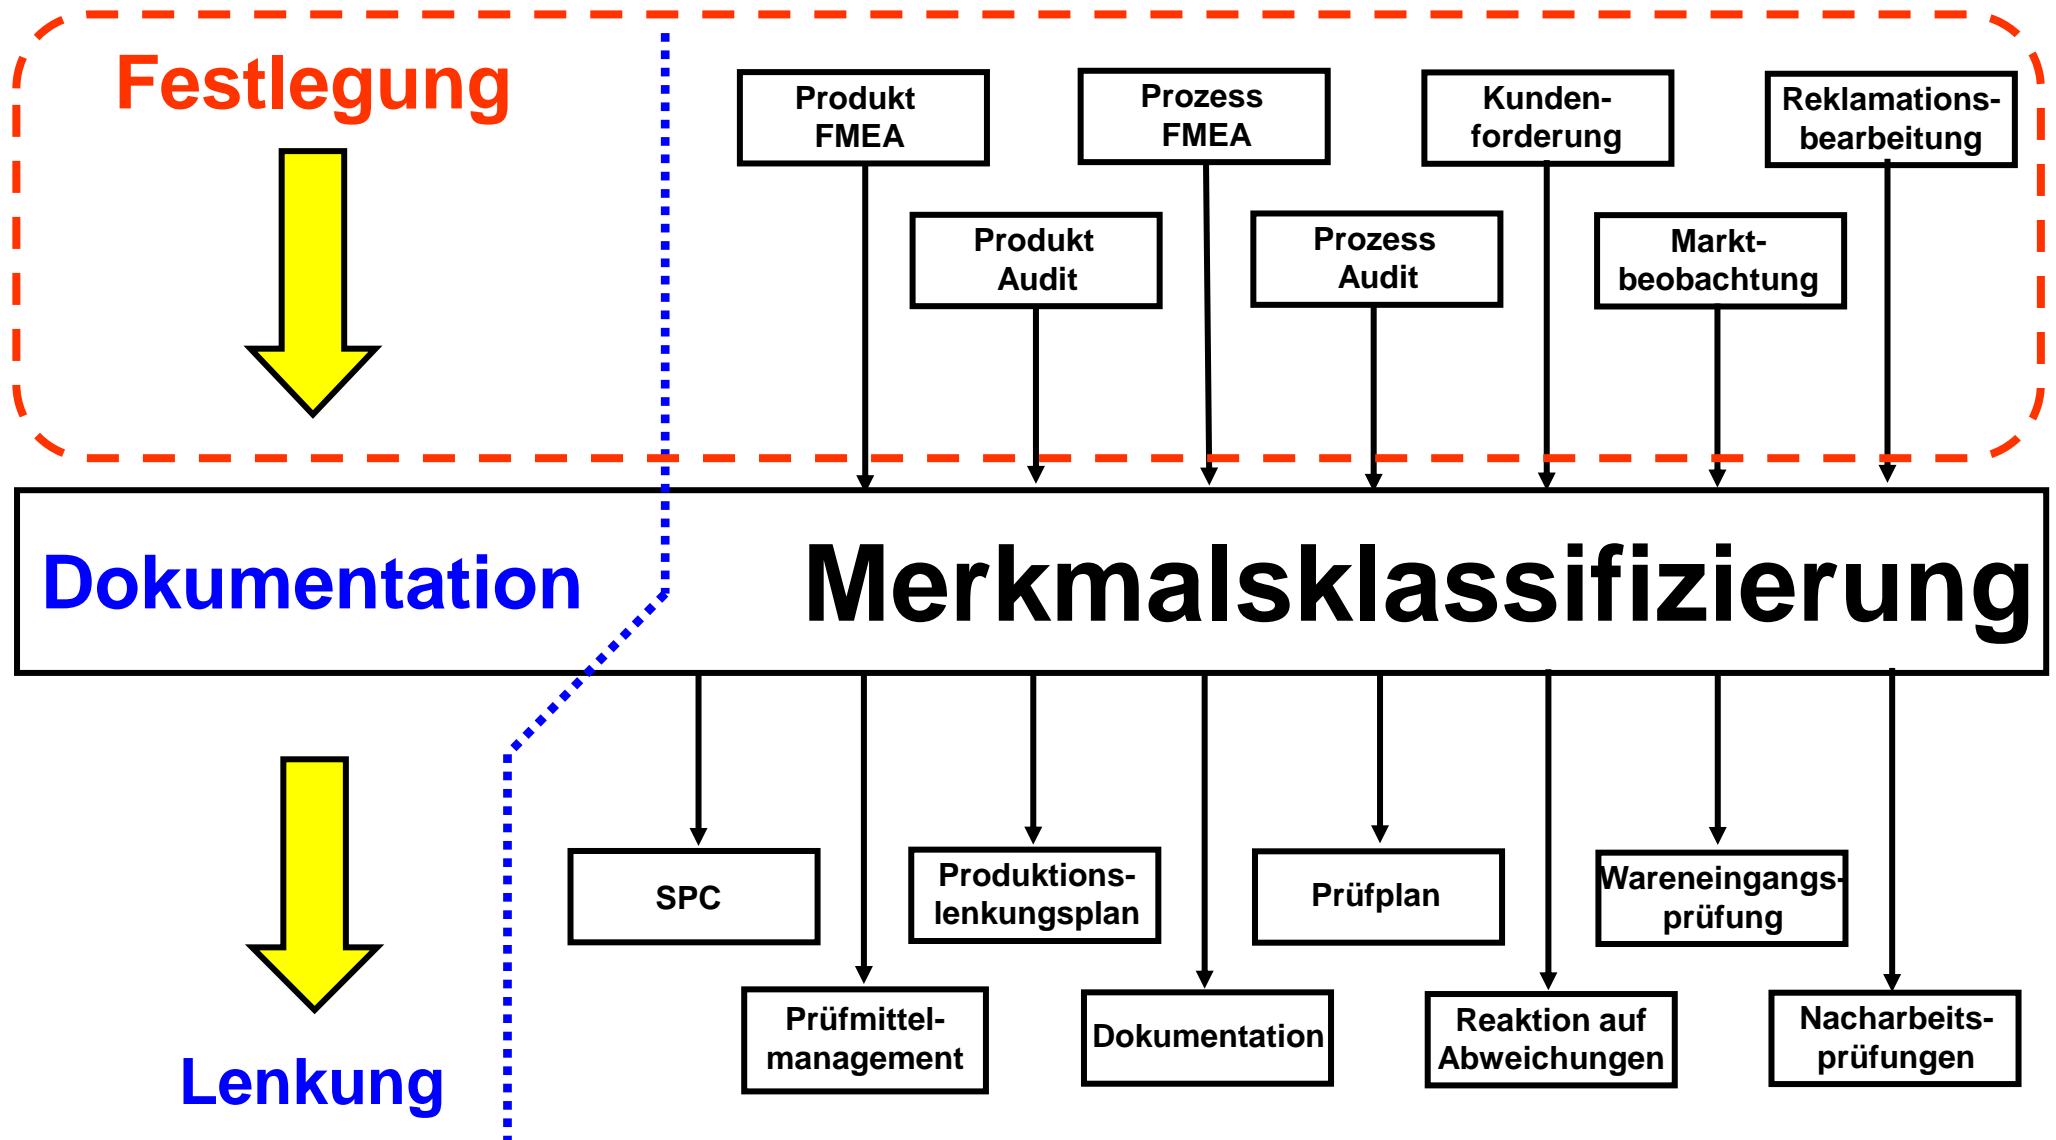 Festlegung
Produkt
FMEA
Prozess
FMEA
Kunden-
forderung
Reklamations-
bearbeitung
Produkt
Audit
Prozess
Audit
Markt-
beobachtung
Dokumentation
Merkmalsklassifizierung
SPC
Produktions-
lenkungsplan
Prüfplan
Wareneingangs-
prüfung
Prüfmittel-
management
Dokumentation
Reaktion auf
Abweichungen
Nacharbeits-
prüfungen
Lenkung